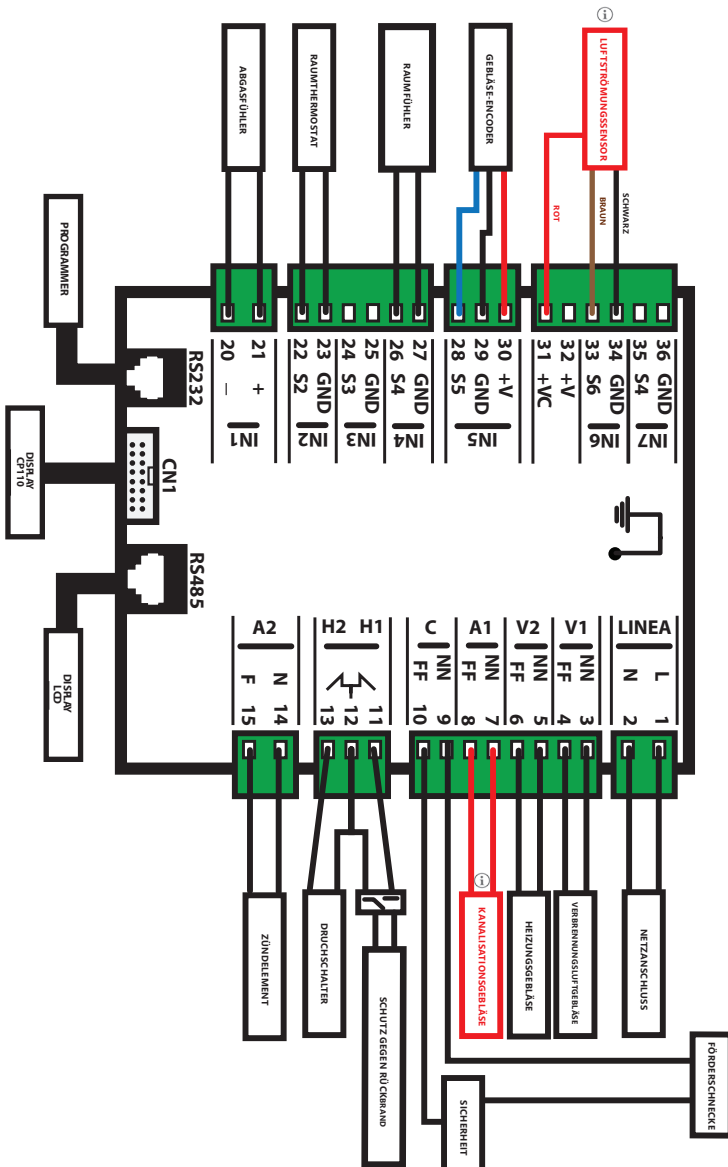 LUFTSTRÖMUNGSSENSOR
GEBLÄSE-ENCODER
RAUMFÜHLER
RAUMTHERMOSTAT
ABGASFÜHLER
SCHWARZ
BRAUN
ROT
PROGRAMMER
DISPLAY
CP110
DISPLAY
LCD
RS232
CN1
RS485
36 GND
35 S4
IN7
34 GND
33 S6
IN6
32 +V
31 +VC
30 +V
29 GND
28 S5
IN5
27 GND
26 S4
IN4
25 GND
24 S3
IN3
23 GND
22 S2
IN2
21 +
20 –
IN1
LINEA
L 1
N 2
V1
NN 3
FF 4
V2
NN 5
FF 6
A1
NN 7
FF 8
C
NN 9
FF 10
H2 H1
11
12
13
A2
N 14
F 15
NETZANSCHLUSS
VERBRENNUNGSLUFTGEBLÄSE
HEIZUNGSGEBLÄSE
KANALISATIONSGEBLÄSE
FÖRDERSCHNECKE
SICHERHEIT
SCHUTZ GEGEN RÜCKBRAND
DRUCHSCHALTER
ZÜNDELEMENT